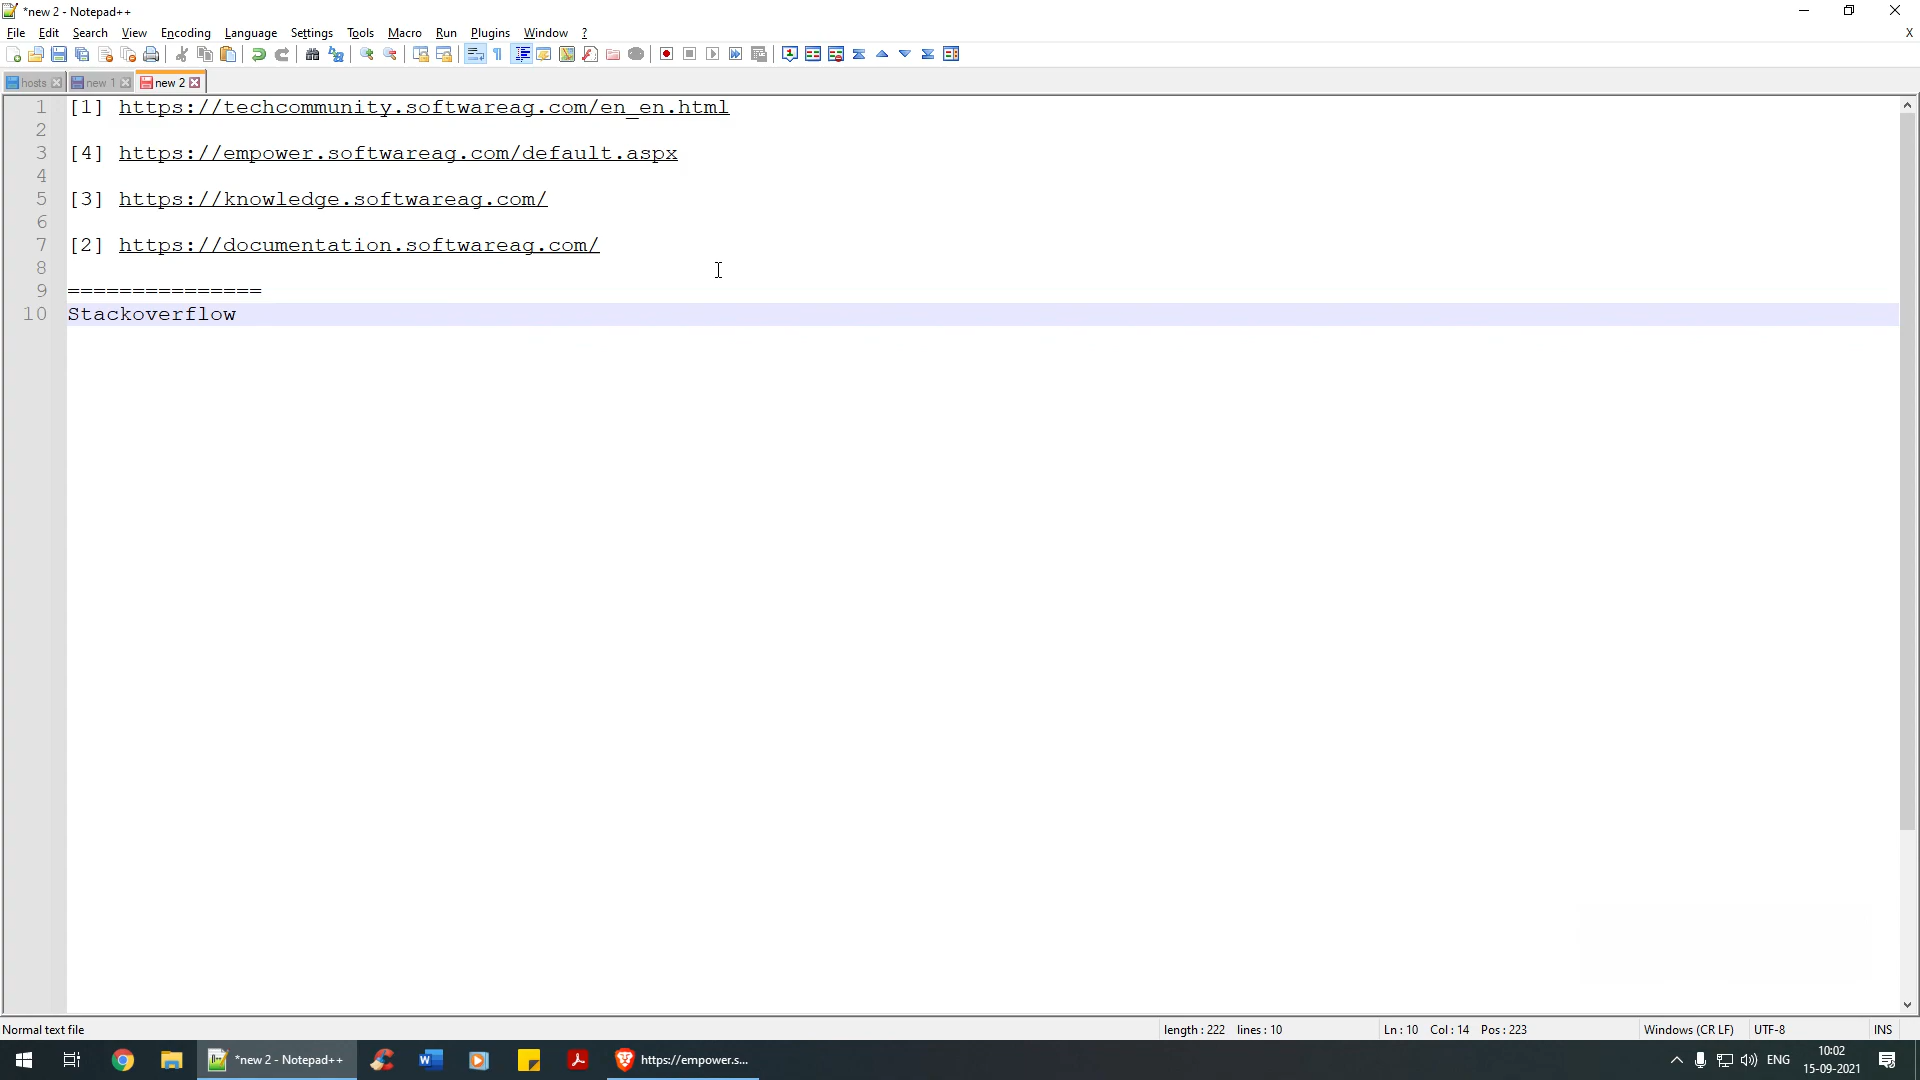 *new 2 - Notepad++
File Edit Search View Encoding Language Settings Tools Macro Run Plugins Window ? X
hosts new 1 new 2
1 [1] https://techcommunity.softwareag.com/en_en.html
2
3 [4] https://empower.softwareag.com/default.aspx
4
5 [3] https://knowledge.softwareag.com/
6
7 [2] https://documentation.softwareag.com/
8
9 ===============
10 Stackoverflow
Normal text file length : 222 lines : 10 Ln : 10 Col : 14 Pos : 223 Windows (CR LF) UTF-8 INS
*new 2 - Notepad++ https://empower.s... ENG 10:02
15-09-2021